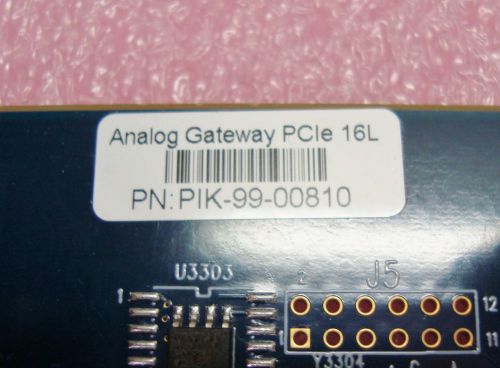 Analog Gateway PCIe 16L
PN:PIK-99-00810
U3303
2
J5
1
12
1
11
Y3304